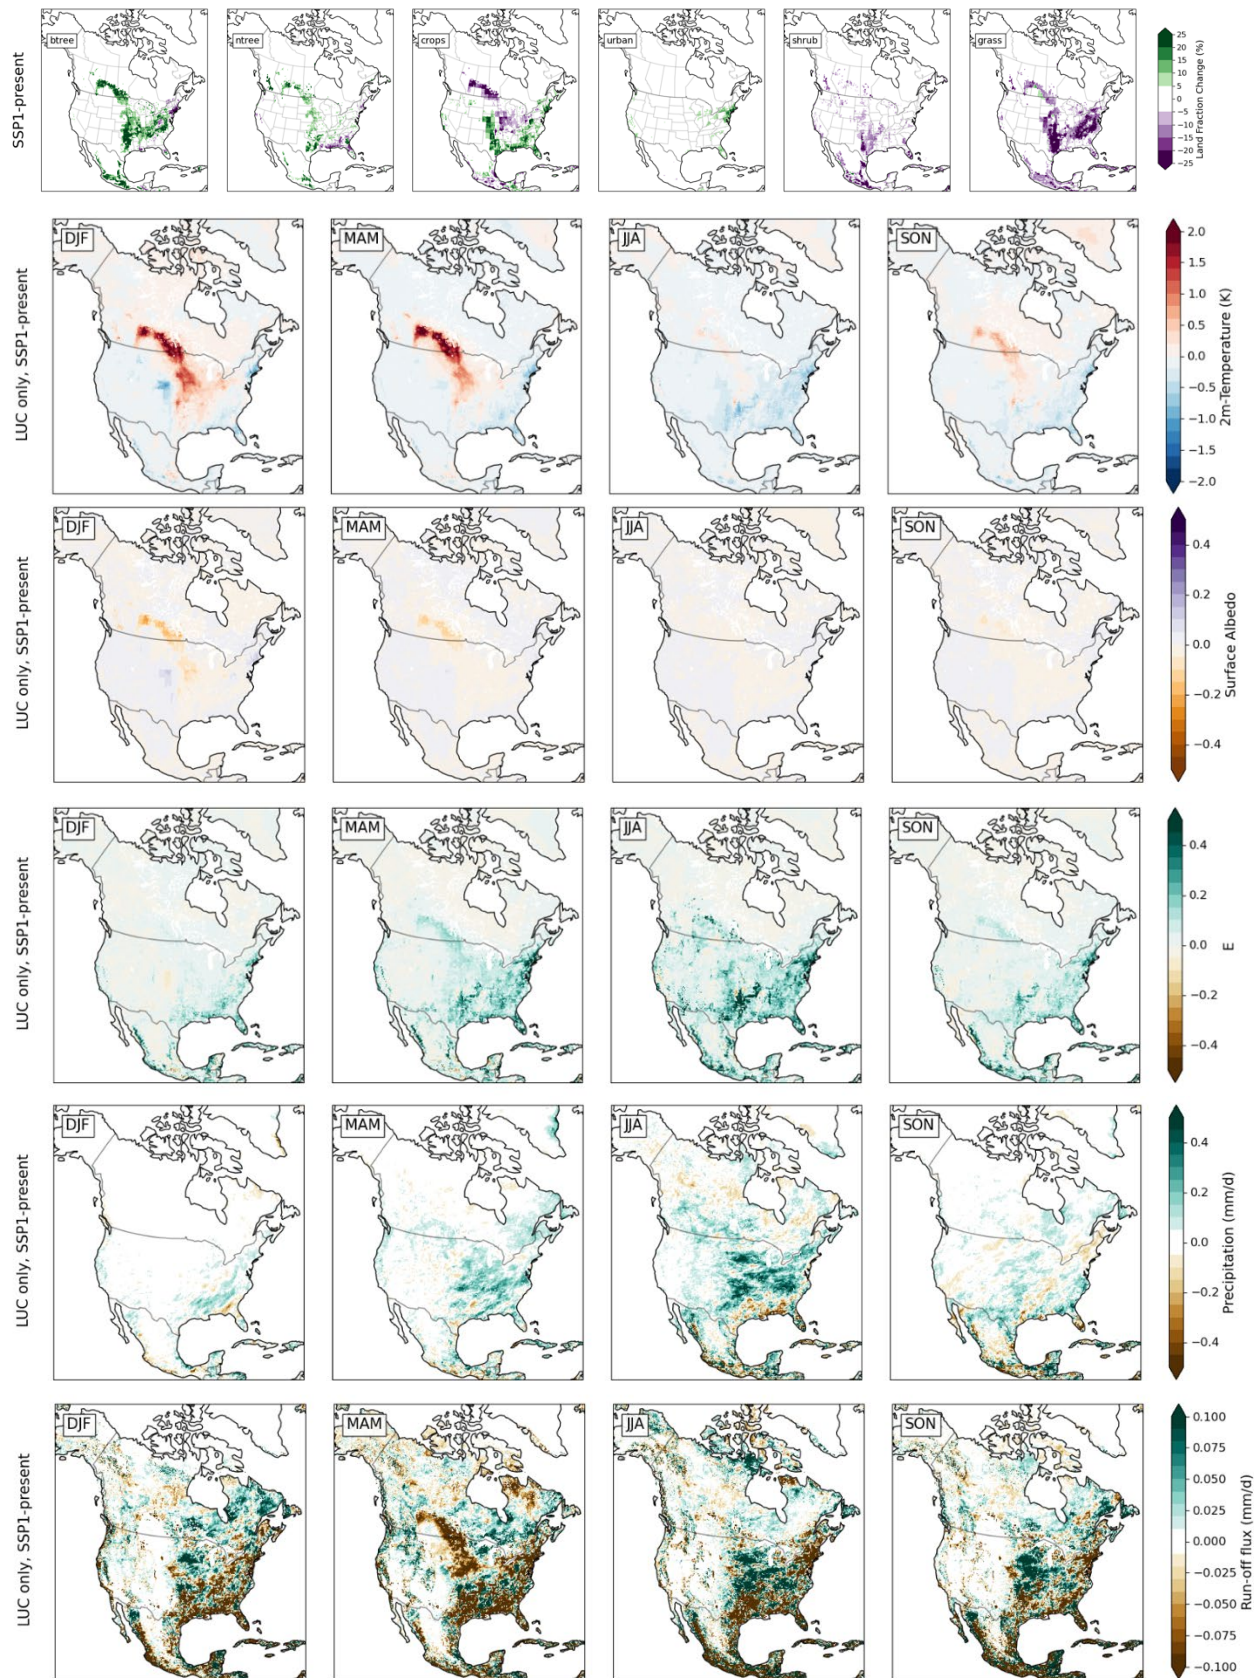 SSP1-present
btree
ntree
crops
urban
shrub
grass
25
20
15
10
5
0
−5
−10
−15
−20
−25
Land Fraction Change (%)
LUC only, SSP1-present
DJF
MAM
JJA
SON
2.0
1.5
1.0
0.5
0.0
−0.5
−1.0
−1.5
−2.0
2m-Temperature (K)
LUC only, SSP1-present
DJF
MAM
JJA
SON
0.4
0.2
0.0
−0.2
−0.4
Surface Albedo
LUC only, SSP1-present
DJF
MAM
JJA
SON
0.4
0.2
0.0
−0.2
−0.4
E
LUC only, SSP1-present
DJF
MAM
JJA
SON
0.4
0.2
0.0
−0.2
−0.4
Precipitation (mm/d)
LUC only, SSP1-present
DJF
MAM
JJA
SON
0.100
0.075
0.050
0.025
0.000
−0.025
−0.050
−0.075
−0.100
Run-off flux (mm/d)